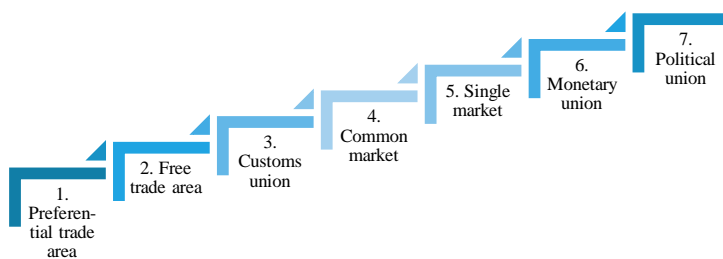 1.
Preferen-
tial trade
area
2. Free
trade area
3.
Customs
union
4.
Common
market
5. Single
market
6.
Monetary
union
7.
Political
union